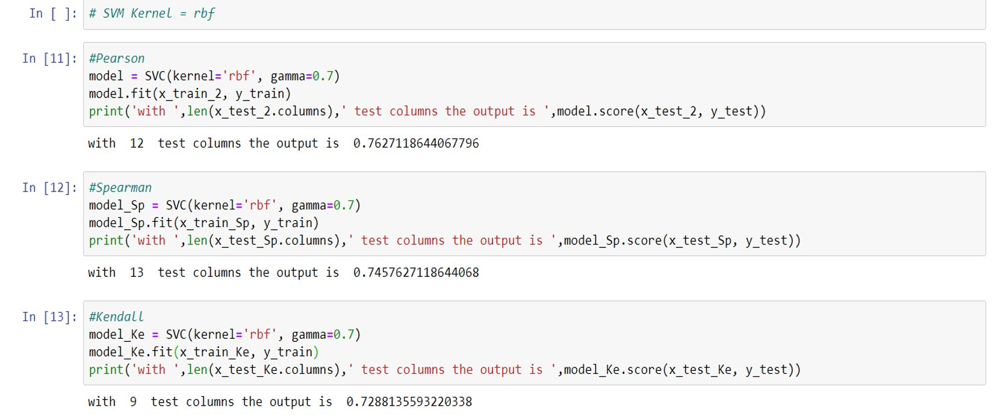 In [ ]: # SVM Kernel = rbf
In [11]: #Pearson
model = SVC(kernel='rbf', gamma=0.7)
model.fit(x_train_2, y_train)
print('with ',len(x_test_2.columns),' test columns the output is ',model.score(x_test_2, y_test))
with  12  test columns the output is  0.7627118644067796
In [12]: #Spearman
model_Sp = SVC(kernel='rbf', gamma=0.7)
model_Sp.fit(x_train_Sp, y_train)
print('with ',len(x_test_Sp.columns),' test columns the output is ',model_Sp.score(x_test_Sp, y_test))
with  13  test columns the output is  0.7457627118644068
In [13]: #Kendall
model_Ke = SVC(kernel='rbf', gamma=0.7)
model_Ke.fit(x_train_Ke, y_train)
print('with ',len(x_test_Ke.columns),' test columns the output is ',model_Ke.score(x_test_Ke, y_test))
with  9  test columns the output is  0.7288135593220338